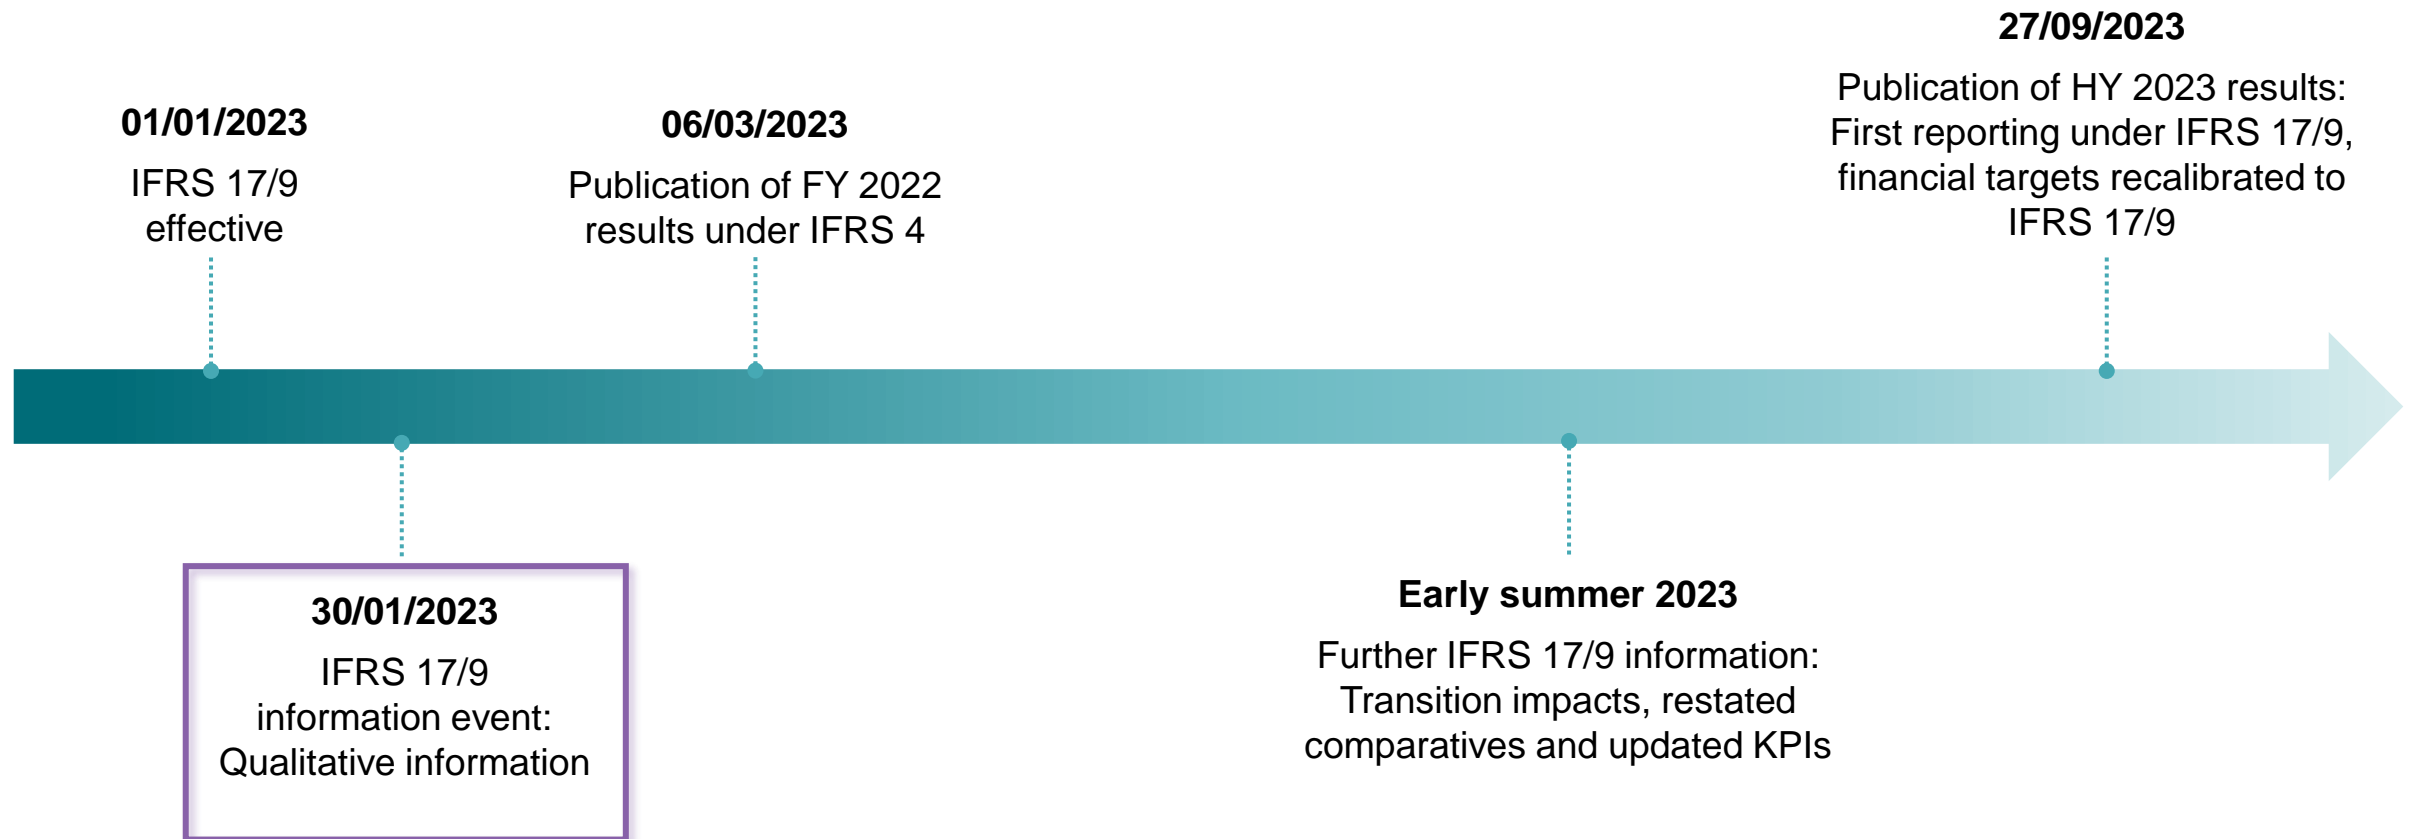 01/01/2023
IFRS 17/9
effective
30/01/2023
IFRS 17/9
information event:
Qualitative information
06/03/2023
Publication of FY 2022
results under IFRS 4
Early summer 2023
Further IFRS 17/9 information:
Transition impacts, restated
comparatives and updated KPIs
27/09/2023
Publication of HY 2023 results:
First reporting under IFRS 17/9,
financial targets recalibrated to
IFRS 17/9